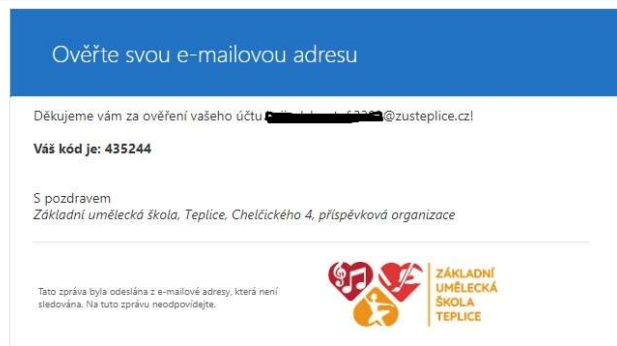 Ověřte svou e-mailovou adresu
Děkujeme vám za ověření vašeho účtu @zusteplice.cz!
Váš kód je: 435244
S pozdravem
Základní umělecká škola, Teplice, Chelčického 4, příspěvková organizace
Tato zpráva byla odeslána z e-mailové adresy, která není
sledována. Na tuto zprávu neodpovídejte.
ZÁKLADNÍ
UMĚLECKÁ
ŠKOLA
TEPLICE